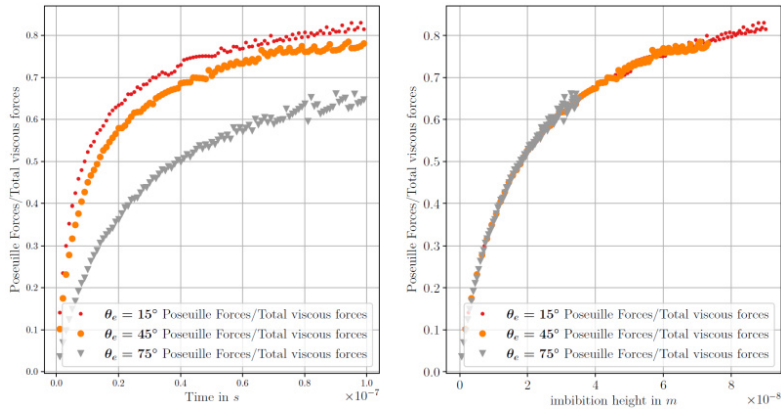 0.8
0.7
0.6
0.5
0.4
0.3
0.2
0.1
0.0
Poseuille Forces/Total viscous forces
θe = 15° Poseuille Forces/Total viscous forces
θe = 45° Poseuille Forces/Total viscous forces
θe = 75° Poseuille Forces/Total viscous forces
0.0 0.2 0.4 0.6 0.8 1.0
Time in s
×10⁻⁷
0.8
0.7
0.6
0.5
0.4
0.3
0.2
0.1
0.0
Poseuille Forces/Total viscous forces
θe = 15° Poseuille Forces/Total viscous forces
θe = 45° Poseuille Forces/Total viscous forces
θe = 75° Poseuille Forces/Total viscous forces
0 2 4 6 8
imbibition height in m
×10⁻⁸